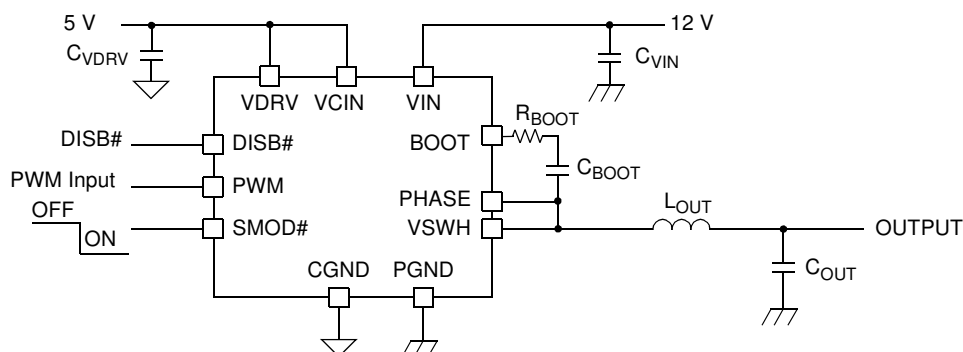 5 V
12 V
CVDRV
CVIN
VDRV VCIN VIN
RBOOT
BOOT
DISB#
DISB#
CBOOT
PWM Input
PWM
PHASE
LOUT
OFF
ON
SMOD#
VSWH
OUTPUT
CGND PGND
COUT